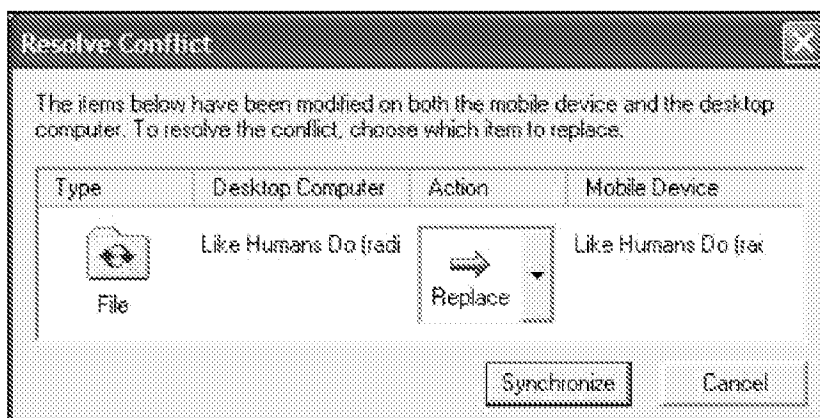 Resolve Conflict
The items below have been modified on both the mobile device and the desktop
computer. To resolve the conflict, choose which item to replace.
Type Desktop Computer Action Mobile Device
Like Humans Do (radi Like Humans Do (rac
File Replace
Synchronize Cancel